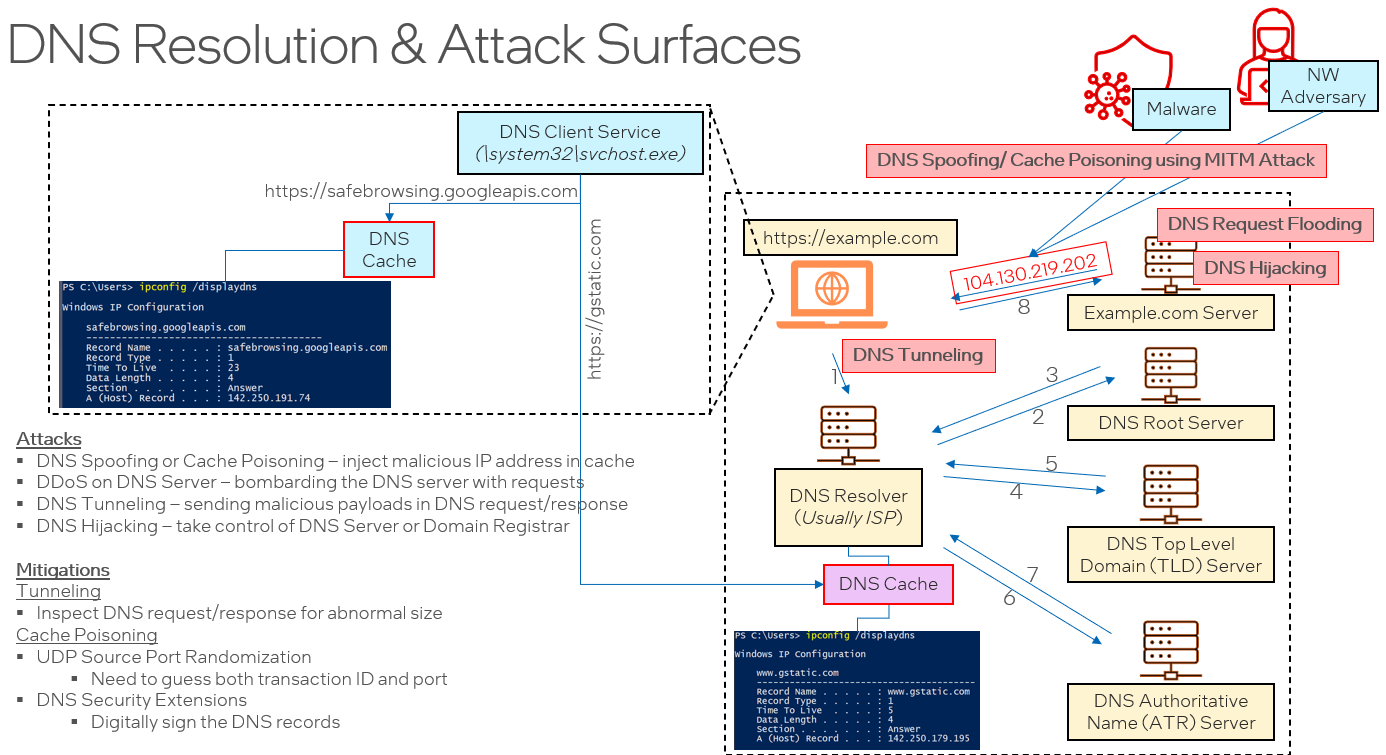 DNS Resolution & Attack Surfaces
NW
Adversary
Malware
DNS Client Service
(\system32\svchost.exe)
DNS Spoofing/ Cache Poisoning using MITM Attack
https://safebrowsing.googleapis.com
DNS
Cache
https://gstatic.com
PS C:\Users> ipconfig /displaydns
Windows IP Configuration
safebrowsing.googleapis.com
----------------------------------------
Record Name . . . . . : safebrowsing.googleapis.com
Record Type . . . . . : 1
Time To Live  . . . . : 23
Data Length . . . . . : 4
Section . . . . . . . : Answer
A (Host) Record . . . : 142.250.191.74
https://example.com
DNS Request Flooding
DNS Hijacking
104.130.219.202
8
Example.com Server
DNS Tunneling
1
3
2
DNS Root Server
5
4
DNS Resolver
(Usually ISP)
DNS Top Level
Domain (TLD) Server
DNS Cache
7
6
PS C:\Users> ipconfig /displaydns
Windows IP Configuration
www.gstatic.com
----------------------------------------
Record Name . . . . . : www.gstatic.com
Record Type . . . . . : 1
Time To Live  . . . . : 5
Data Length . . . . . : 4
Section . . . . . . . : Answer
A (Host) Record . . . : 142.250.179.195
DNS Authoritative
Name (ATR) Server
Attacks
▪ DNS Spoofing or Cache Poisoning – inject malicious IP address in cache
▪ DDoS on DNS Server – bombarding the DNS server with requests
▪ DNS Tunneling – sending malicious payloads in DNS request/response
▪ DNS Hijacking – take control of DNS Server or Domain Registrar
Mitigations
Tunneling
▪ Inspect DNS request/response for abnormal size
Cache Poisoning
▪ UDP Source Port Randomization
▪ Need to guess both transaction ID and port
▪ DNS Security Extensions
▪ Digitally sign the DNS records